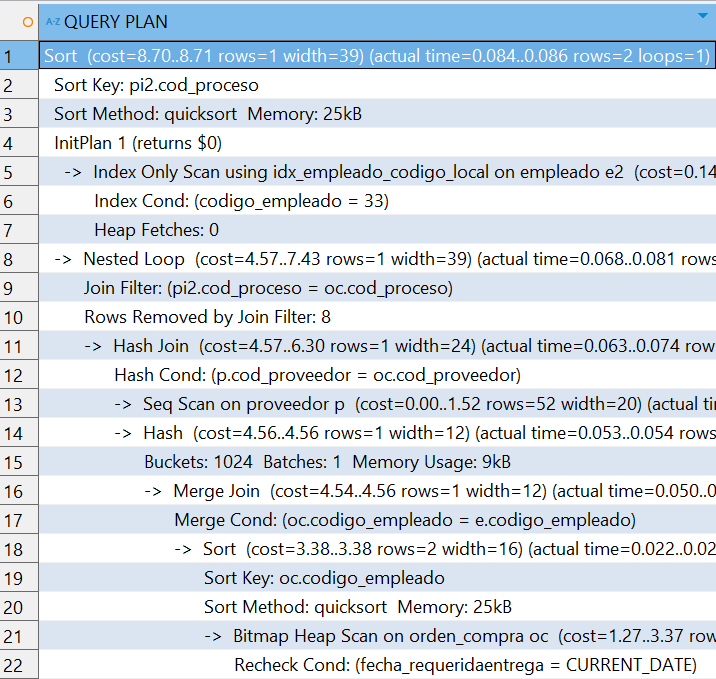 A-Z QUERY PLAN
1 Sort (cost=8.70..8.71 rows=1 width=39) (actual time=0.084..0.086 rows=2 loops=1)
2 Sort Key: pi2.cod_proceso
3 Sort Method: quicksort Memory: 25kB
4 InitPlan 1 (returns $0)
5 -> Index Only Scan using idx_empleado_codigo_local on empleado e2 (cost=0.14
6 Index Cond: (codigo_empleado = 33)
7 Heap Fetches: 0
8 -> Nested Loop (cost=4.57..7.43 rows=1 width=39) (actual time=0.068..0.081 rows
9 Join Filter: (pi2.cod_proceso = oc.cod_proceso)
10 Rows Removed by Join Filter: 8
11 -> Hash Join (cost=4.57..6.30 rows=1 width=24) (actual time=0.063..0.074 row
12 Hash Cond: (p.cod_proveedor = oc.cod_proveedor)
13 -> Seq Scan on proveedor p (cost=0.00..1.52 rows=52 width=20) (actual ti
14 -> Hash (cost=4.56..4.56 rows=1 width=12) (actual time=0.053..0.054 rows
15 Buckets: 1024 Batches: 1 Memory Usage: 9kB
16 -> Merge Join (cost=4.54..4.56 rows=1 width=12) (actual time=0.050..0
17 Merge Cond: (oc.codigo_empleado = e.codigo_empleado)
18 -> Sort (cost=3.38..3.38 rows=2 width=16) (actual time=0.022..0.02
19 Sort Key: oc.codigo_empleado
20 Sort Method: quicksort Memory: 25kB
21 -> Bitmap Heap Scan on orden_compra oc (cost=1.27..3.37 row
22 Recheck Cond: (fecha_requeridaentrega = CURRENT_DATE)